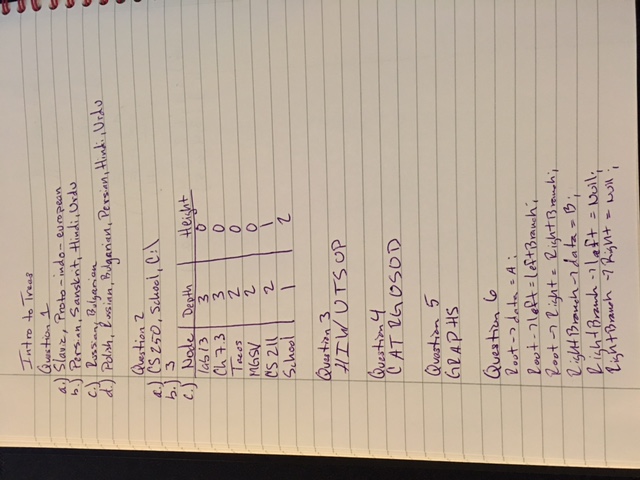 Intro to Trees
Question 1
a.) Slavic, Proto-indo-european
b.) Persian, Sanskrit, Hindi, Urdu
c.) Russian, Bulgarian
d.) Polish, Russian, Bulgarian, Persian, Hindi, Urdu
Question 2
a.) CS250, School, C:\
b.) 3
c.) Node Depth Height
lab13 3 0
Ch7.3 3 0
Trees 2 0
MGSV 2 0
CS211 2 1
School 1 2
Question 3
HIWUTSUP
Question 4
CATRGOSOD
Question 5
GRAPHS
Question 6
Root->data = A;
Root->left = leftBranch;
Root->Right = RightBranch;
RightBranch->data = B;
RightBranch->left = Null;
RightBranch->Right = Null;